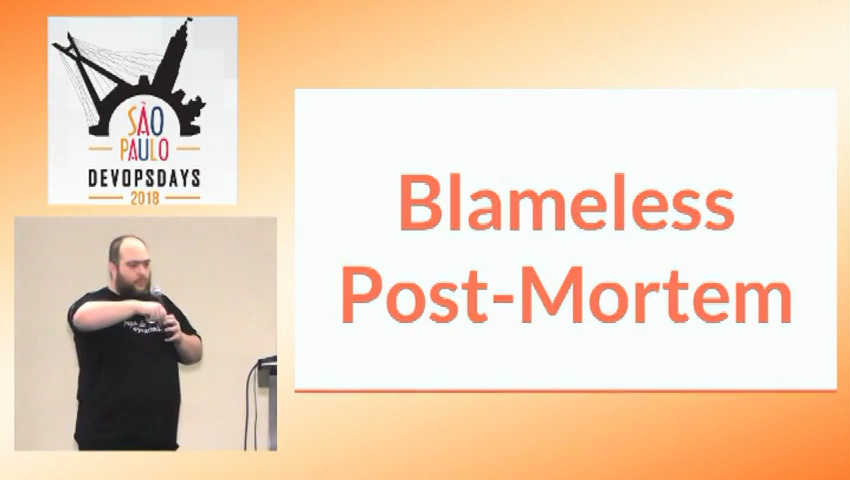 SÃO
PAULO
DEVOPSDAYS
2018
Blameless
Post-Mortem